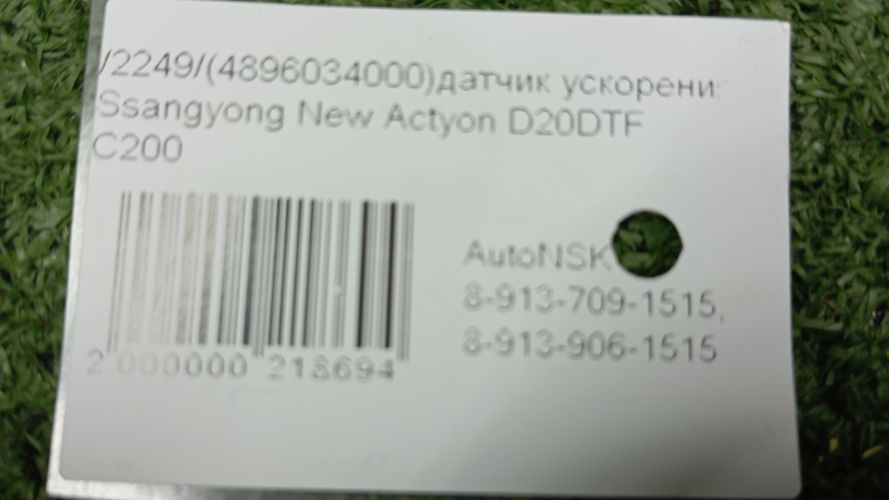 /2249/(4896034000)датчик ускорени
Ssangyong New Actyon D20DTF
C200
AutoNSK
8-913-709-1515,
8-913-906-1515
2 000000 218694